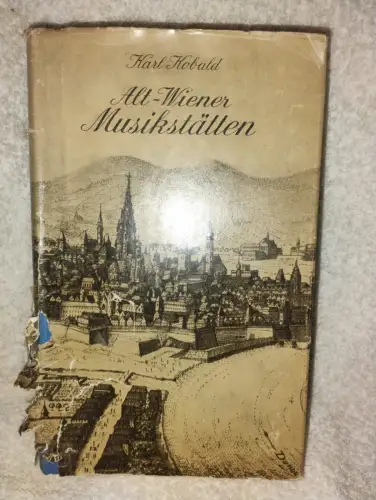 Karl Kobald
Alt-Wiener
Musikstätten